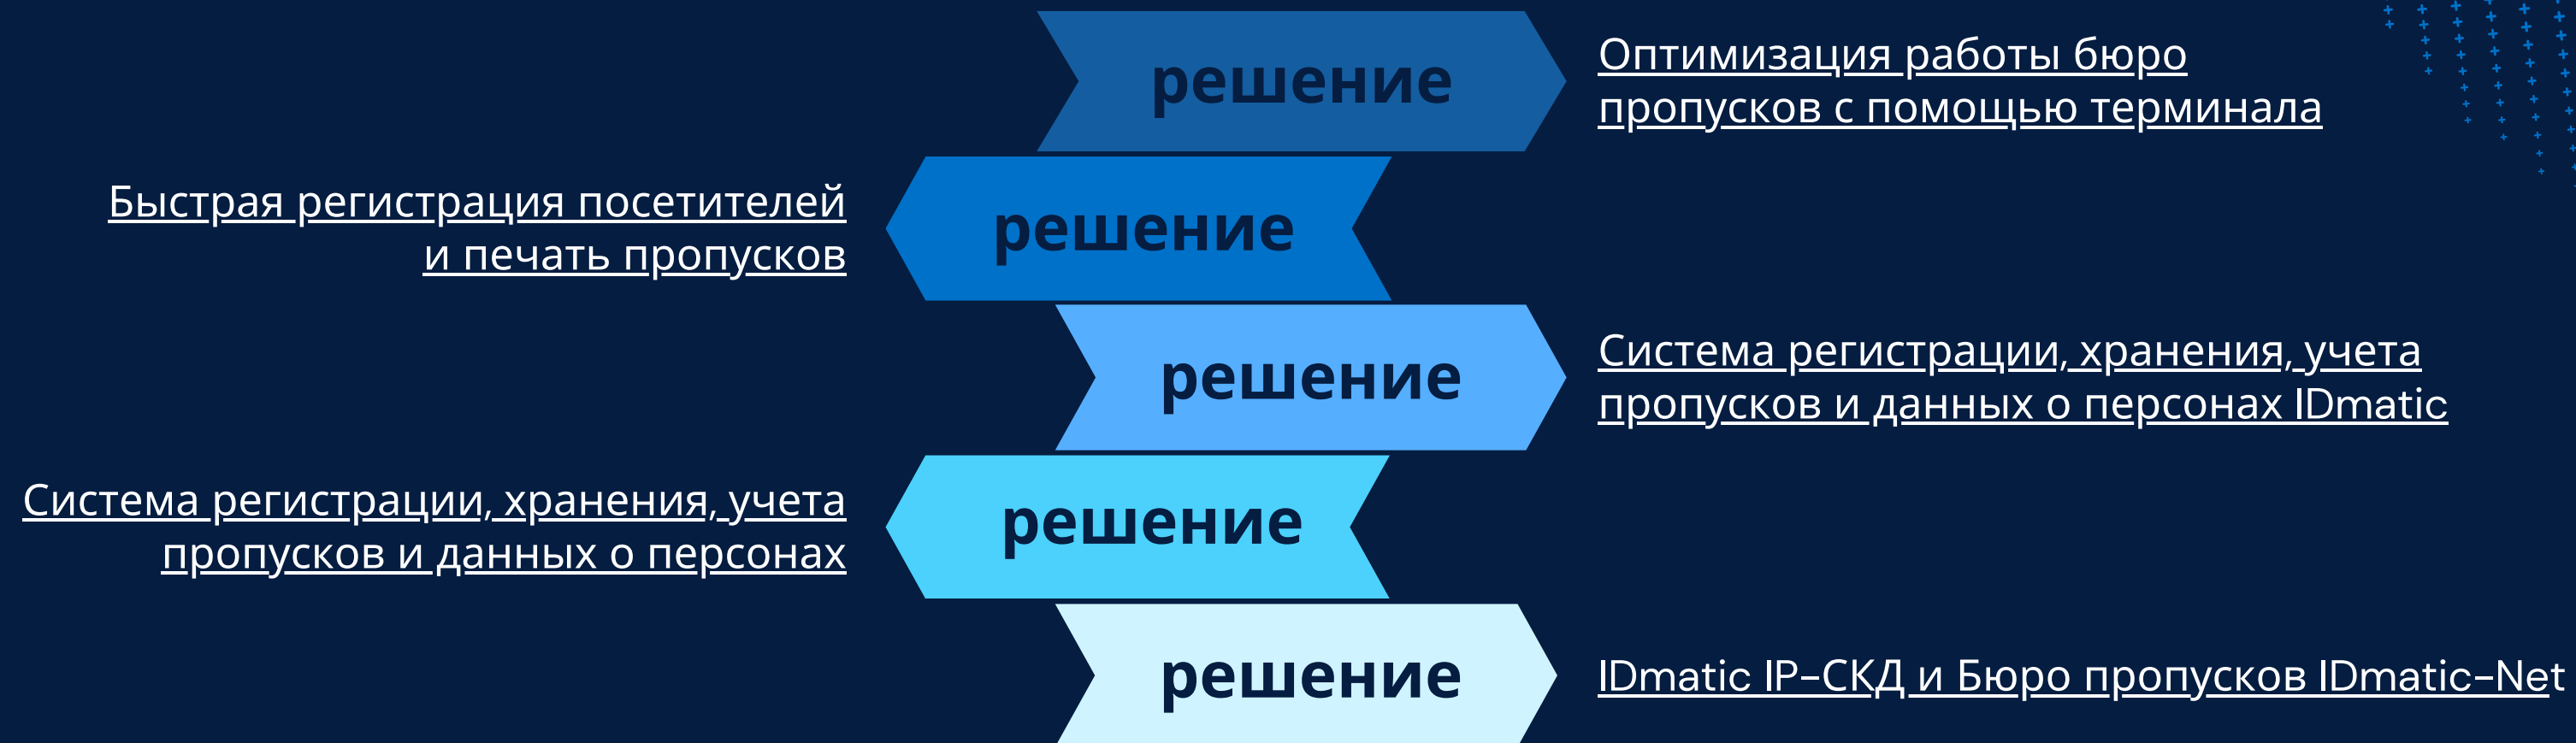 решение
Оптимизация работы бюро
пропусков с помощью терминала
Быстрая регистрация посетителей
и печать пропусков
решение
решение
Система регистрации, хранения, учета
пропусков и данных о персонах IDmatic
Система регистрации, хранения, учета
пропусков и данных о персонах
решение
решение
IDmatic IP-СКД и Бюро пропусков IDmatic-Net